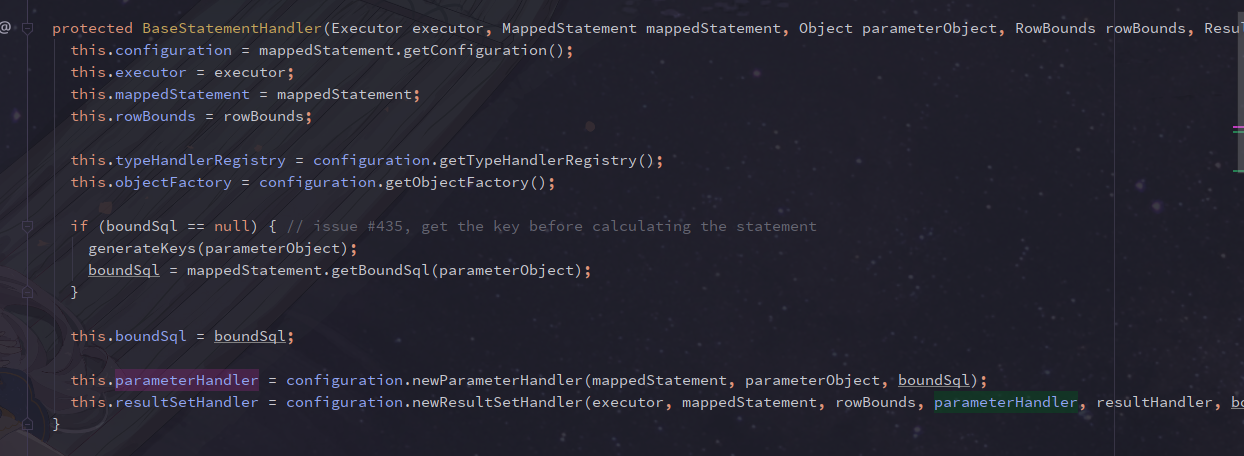 @ protected BaseStatementHandler(Executor executor, MappedStatement mappedStatement, Object parameterObject, RowBounds rowBounds, Resul
this.configuration = mappedStatement.getConfiguration();
this.executor = executor;
this.mappedStatement = mappedStatement;
this.rowBounds = rowBounds;
this.typeHandlerRegistry = configuration.getTypeHandlerRegistry();
this.objectFactory = configuration.getObjectFactory();
if (boundSql == null) { // issue #435, get the key before calculating the statement
generateKeys(parameterObject);
boundSql = mappedStatement.getBoundSql(parameterObject);
}
this.boundSql = boundSql;
this.parameterHandler = configuration.newParameterHandler(mappedStatement, parameterObject, boundSql);
this.resultSetHandler = configuration.newResultSetHandler(executor, mappedStatement, rowBounds, parameterHandler, resultHandler, bo
}